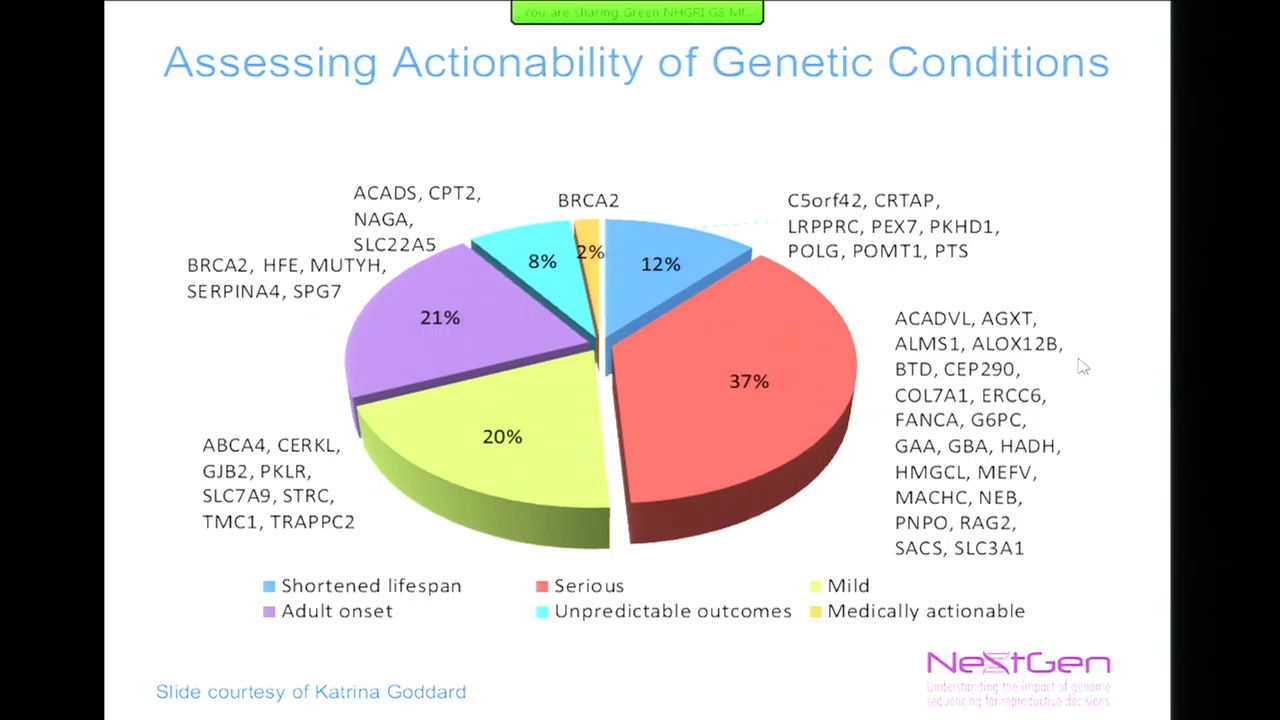 You are sharing Green NHGRI GS Mt...
Assessing Actionability of Genetic Conditions
ACADS, CPT2,
NAGA,
SLC22A5
BRCA2
C5orf42, CRTAP,
LRPPRC, PEX7, PKHD1,
POLG, POMT1, PTS
BRCA2, HFE, MUTYH,
SERPINA4, SPG7
8%
2%
12%
21%
37%
20%
ACADVL, AGXT,
ALMS1, ALOX12B,
BTD, CEP290,
COL7A1, ERCC6,
FANCA, G6PC,
GAA, GBA, HADH,
HMGCL, MEFV,
MACHC, NEB,
PNPO, RAG2,
SACS, SLC3A1
ABCA4, CERKL,
GJB2, PKLR,
SLC7A9, STRC,
TMC1, TRAPPC2
Shortened lifespan
Serious
Mild
Adult onset
Unpredictable outcomes
Medically actionable
Slide courtesy of Katrina Goddard
NextGen
Understanding the impact of genome
sequencing for reproductive decisions